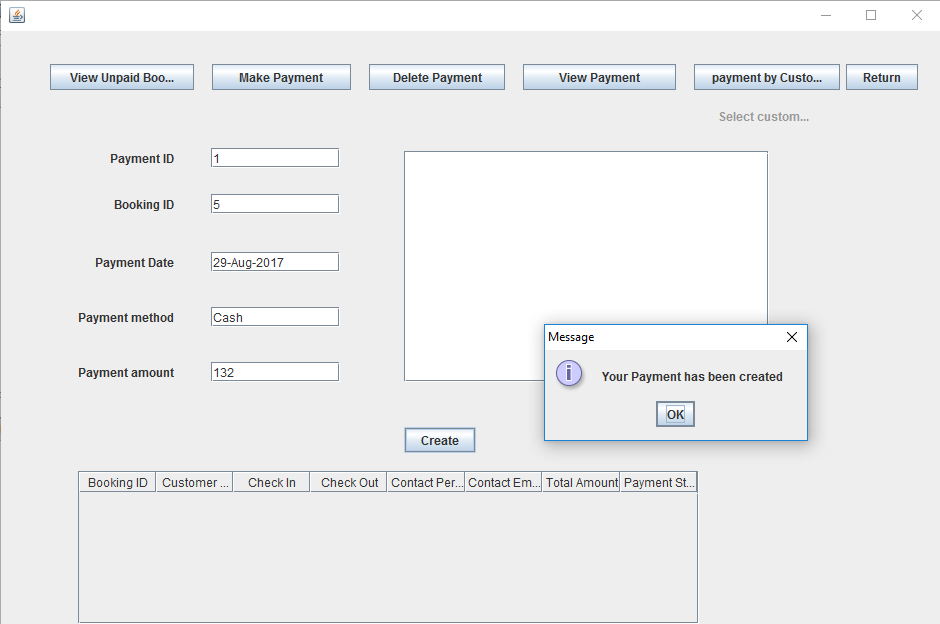 View Unpaid Boo... Make Payment Delete Payment View Payment payment by Custo... Return
Select custom...
Payment ID 1
Booking ID 5
Payment Date 29-Aug-2017
Payment method Cash
Payment amount 132
Message
Your Payment has been created
OK
Create
Booking ID Customer ... Check In Check Out Contact Per... Contact Em... Total Amount Payment St...